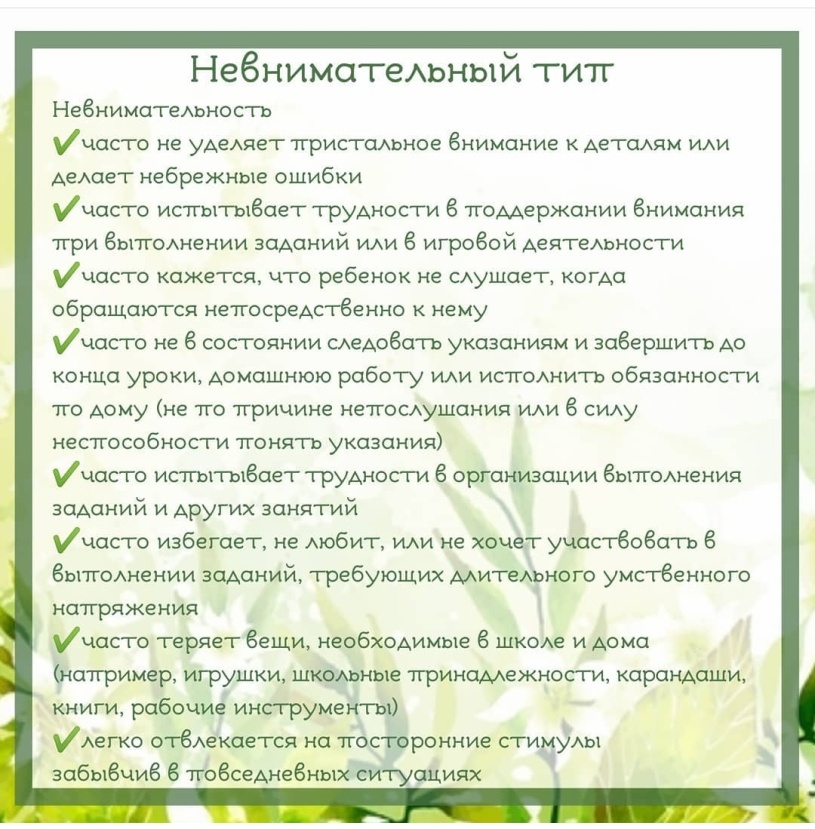 Невнимательный тип
Невнимательность
✔часто не уделяет пристальное внимание к деталям или
делает небрежные ошибки
✔часто испытывает трудности в поддержании внимания
при выполнении заданий или в игровой деятельности
✔часто кажется, что ребенок не слушает, когда
обращаются непосредственно к нему
✔часто не в состоянии следовать указаниям и завершить до
конца уроки, домашнюю работу или исполнить обязанности
по дому (не по причине непослушания или в силу
неспособности понять указания)
✔часто испытывает трудности в организации выполнения
заданий и других занятий
✔часто избегает, не любит, или не хочет участвовать в
выполнении заданий, требующих длительного умственного
напряжения
✔часто теряет вещи, необходимые в школе и дома
(например, игрушки, школьные принадлежности, карандаши,
книги, рабочие инструменты)
✔легко отвлекается на посторонние стимулы
забывчив в повседневных ситуациях